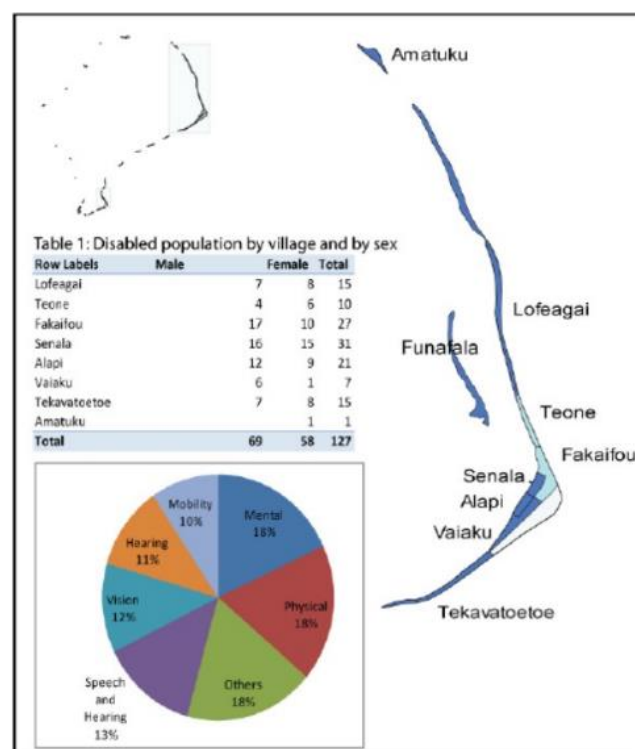 Amatuku
Table 1: Disabled population by village and by sex
Row Labels Male Female Total
Lofeagai 7 8 15
Teone 4 6 10
Fakaifou 17 10 27
Senala 16 15 31
Alapi 12 9 21
Vaiaku 6 1 7
Tekavatoetoe 7 8 15
Amatuku 1 1
Total 69 58 127
Lofeagai
Funafala
Teone
Fakaifou
Senala
Alapi
Vaiaku
Tekavatoetoe
Mobility
10%
Mental
18%
Hearing
11%
Physical
18%
Vision
12%
Others
18%
Speech
and
Hearing
13%